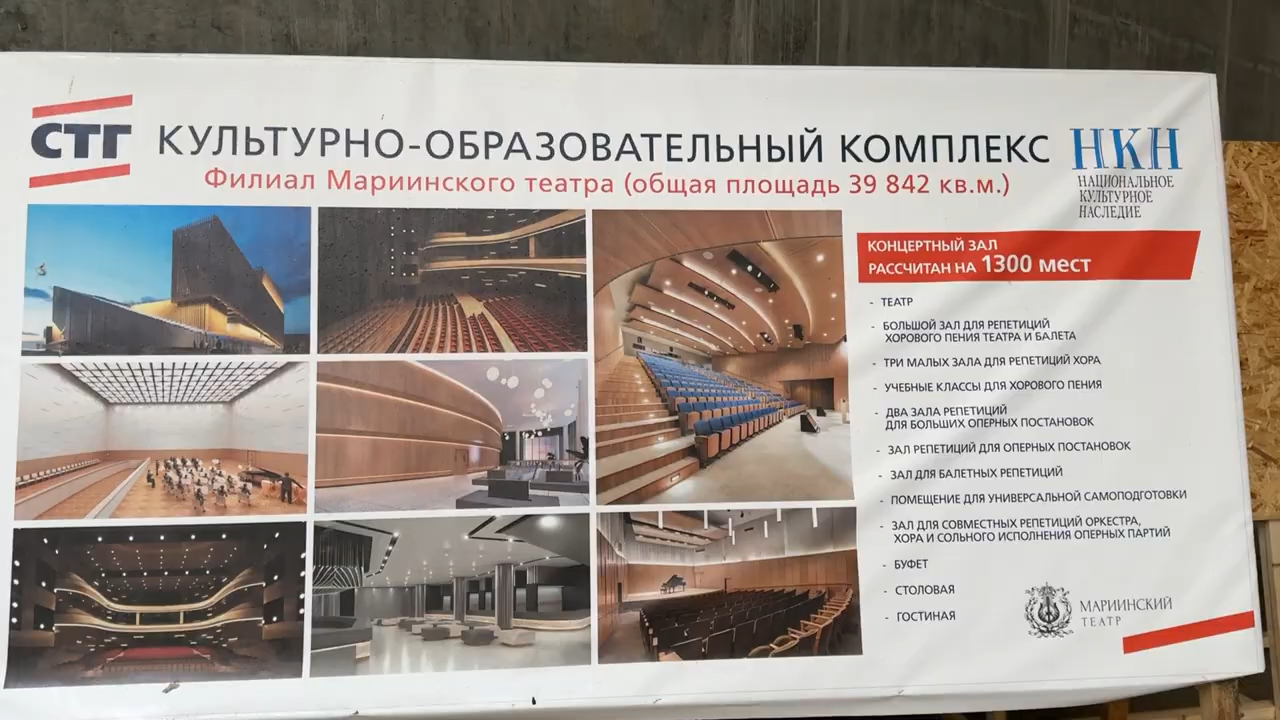 СТГ
КУЛЬТУРНО-ОБРАЗОВАТЕЛЬНЫЙ КОМПЛЕКС
Филиал Мариинского театра (общая площадь 39 842 кв.м.)
НКН
НАЦИОНАЛЬНОЕ
КУЛЬТУРНОЕ
НАСЛЕДИЕ
КОНЦЕРТНЫЙ ЗАЛ
РАССЧИТАН НА 1300 мест
- ТЕАТР
- БОЛЬШОЙ ЗАЛ ДЛЯ РЕПЕТИЦИЙ
ХОРОВОГО ПЕНИЯ ТЕАТРА И БАЛЕТА
- ТРИ МАЛЫХ ЗАЛА ДЛЯ РЕПЕТИЦИЙ ХОРА
- УЧЕБНЫЕ КЛАССЫ ДЛЯ ХОРОВОГО ПЕНИЯ
- ДВА ЗАЛА РЕПЕТИЦИЙ
ДЛЯ БОЛЬШИХ ОПЕРНЫХ ПОСТАНОВОК
- ЗАЛ РЕПЕТИЦИЙ ДЛЯ ОПЕРНЫХ ПОСТАНОВОК
- ЗАЛ ДЛЯ БАЛЕТНЫХ РЕПЕТИЦИЙ
- ПОМЕЩЕНИЕ ДЛЯ УНИВЕРСАЛЬНОЙ САМОПОДГОТОВКИ
- ЗАЛ ДЛЯ СОВМЕСТНЫХ РЕПЕТИЦИЙ ОРКЕСТРА,
ХОРА И СОЛЬНОГО ИСПОЛНЕНИЯ ОПЕРНЫХ ПАРТИЙ
- БУФЕТ
- СТОЛОВАЯ
- ГОСТИНАЯ
МАРИИНСКИЙ
ТЕАТР